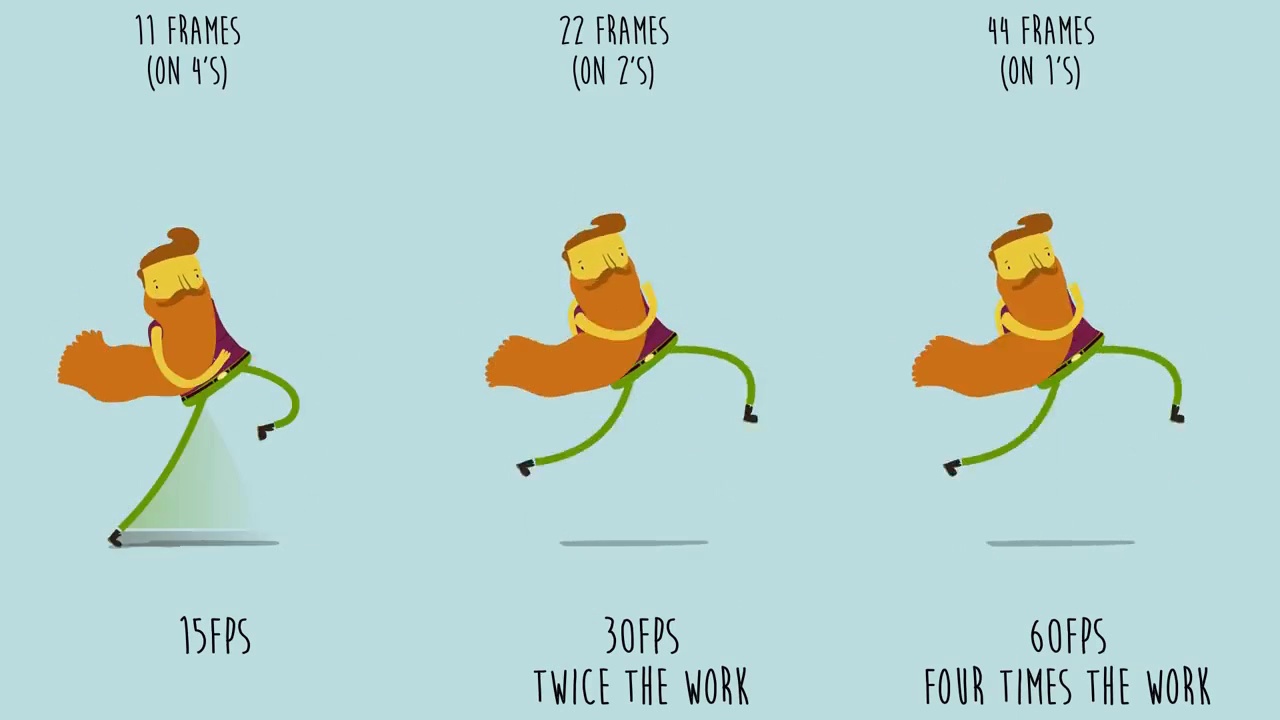 11 FRAMES
(ON 4'S)
22 FRAMES
(ON 2'S)
44 FRAMES
(ON 1'S)
15FPS
30FPS
TWICE THE WORK
60FPS
FOUR TIMES THE WORK